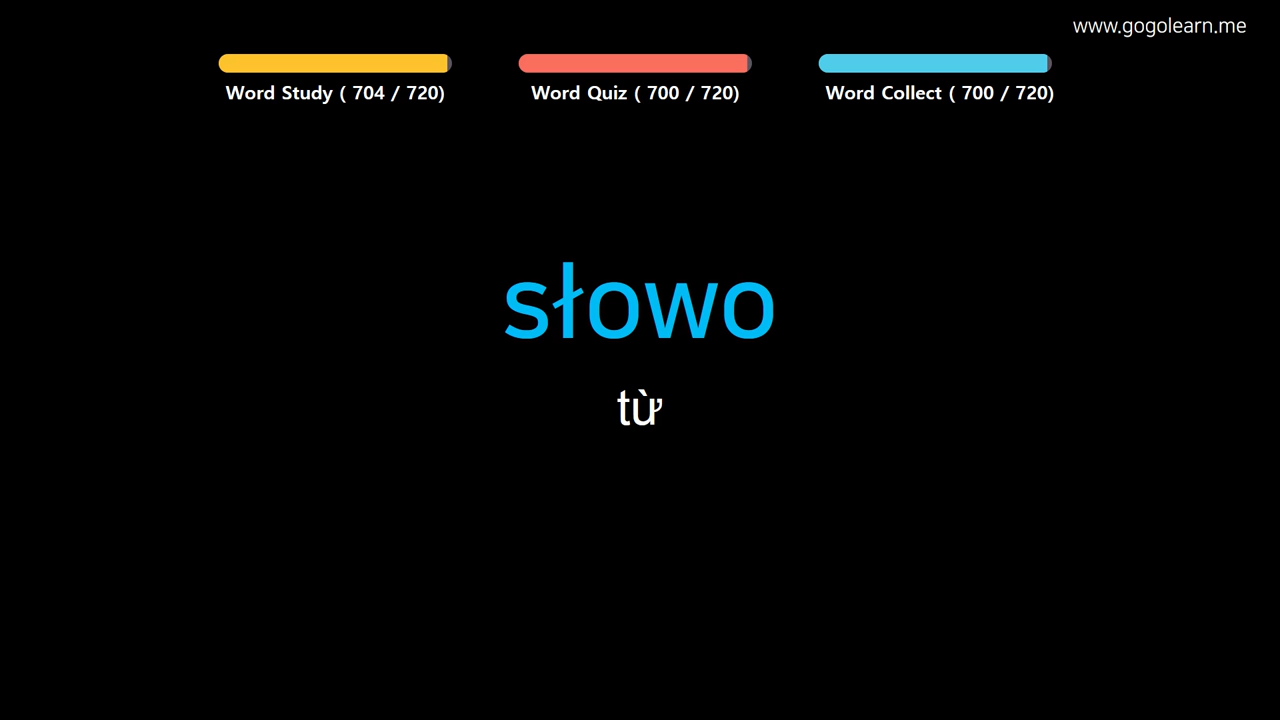 www.gogolearn.me
Word Study ( 704 / 720)
Word Quiz ( 700 / 720)
Word Collect ( 700 / 720)
słowo
từ